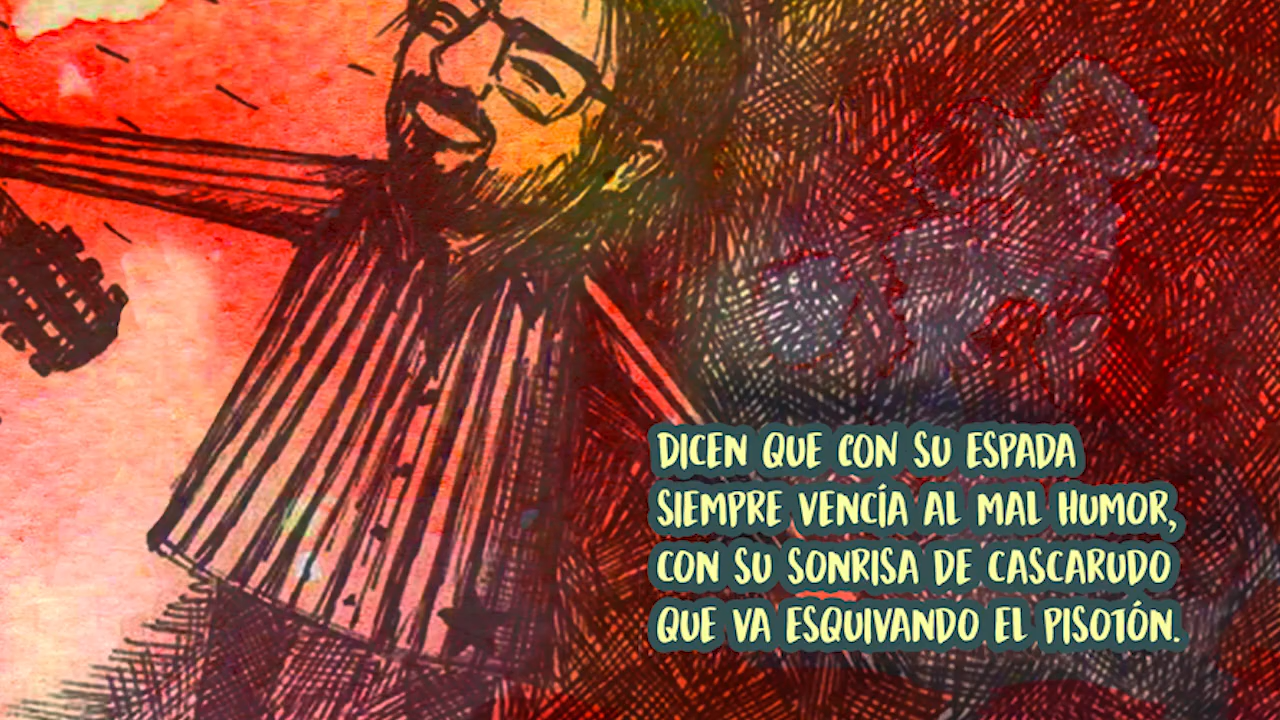 DICEN QUE CON SU ESPADA
SIEMPRE VENCÍA AL MAL HUMOR,
CON SU SONRISA DE CASCARUDO
QUE VA ESQUIVANDO EL PISOTÓN.